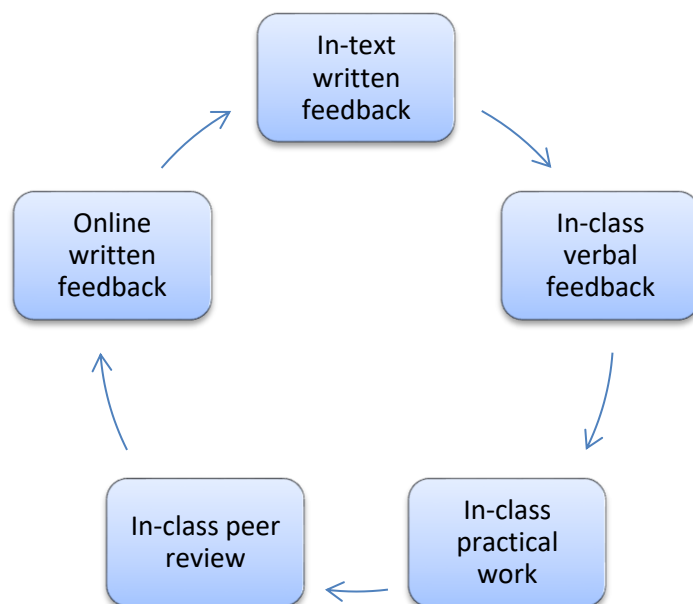 In-text
written
feedback
In-class
verbal
feedback
In-class
practical
work
In-class peer
review
Online
written
feedback